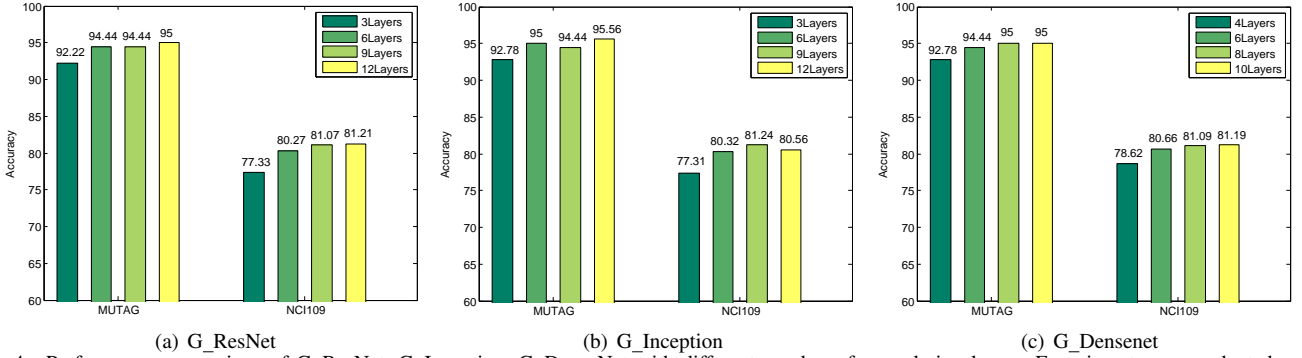 100
95
90
85
80
75
70
65
60
Accuracy
92.22
94.44
94.44
95
77.33
80.27
81.07
81.21
MUTAG
NCI109
3Layers
6Layers
9Layers
12Layers
(a) G_ResNet
100
95
90
85
80
75
70
65
60
Accuracy
92.78
95
94.44
95.56
77.31
80.32
81.24
80.56
MUTAG
NCI109
3Layers
6Layers
9Layers
12Layers
(b) G_Inception
100
95
90
85
80
75
70
65
60
Accuracy
92.78
94.44
95
95
78.62
80.66
81.09
81.19
MUTAG
NCI109
4Layers
6Layers
8Layers
10Layers
(c) G_Densenet